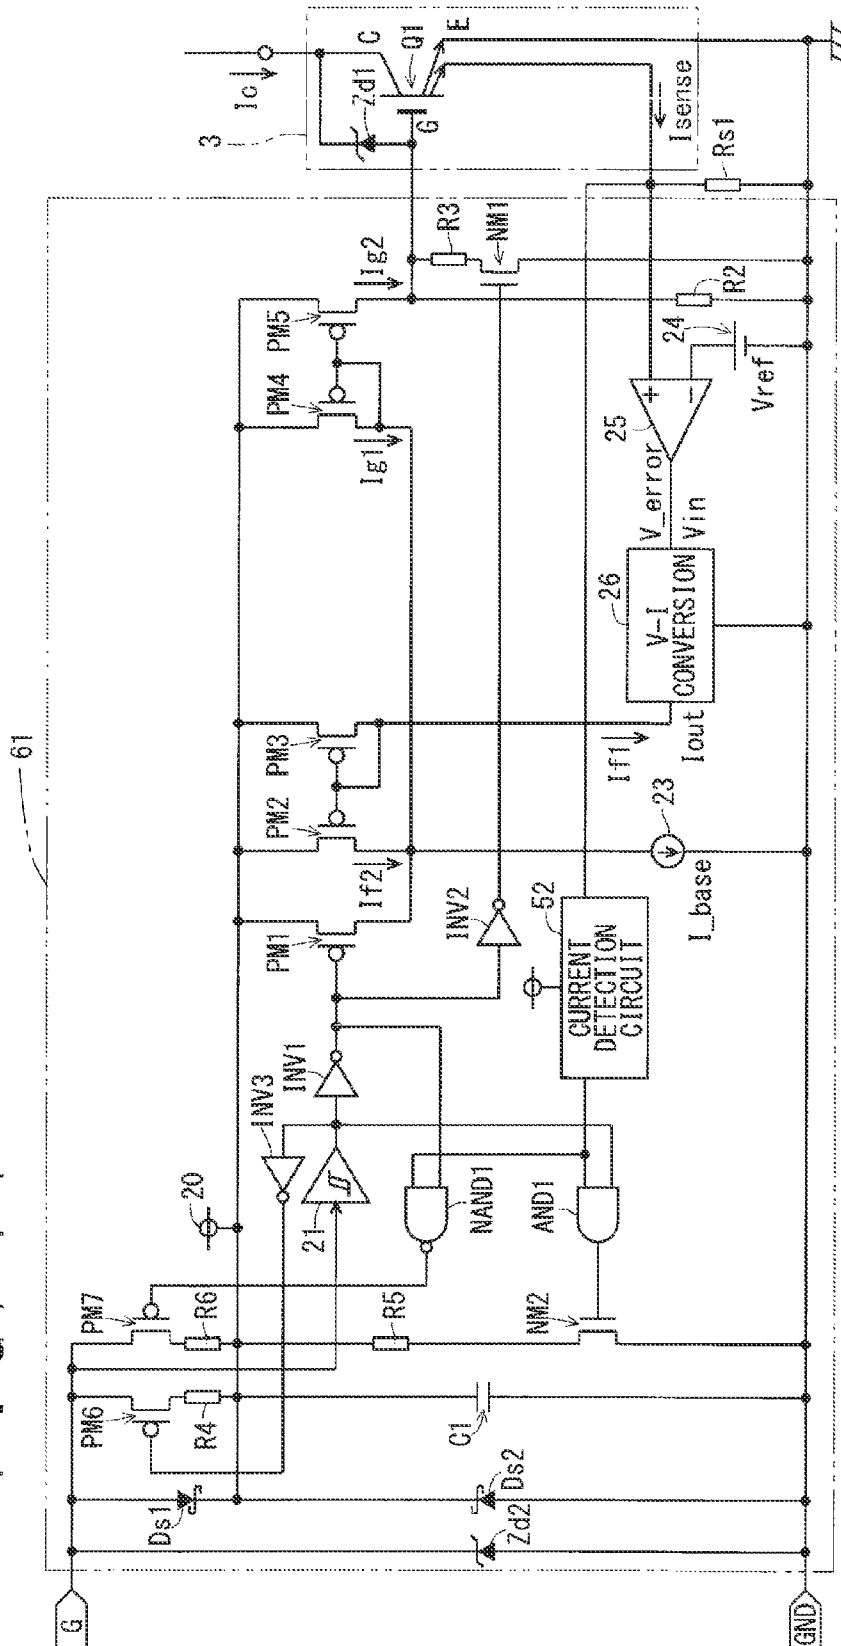 61
3
Ic
C
Zd1
Q1
E
G
Isense
Rs1
R3
NM1
Ig2
R2
24
Vref
PM5
PM4
Ig1
+
−
25
V_error
Vin
26
V-I
CONVERSION
Iout
If1
PM3
PM2
If2
23
I_base
PM1
INV2
52
CURRENT
DETECTION
CIRCUIT
INV1
INV3
20
21
NAND1
AND1
PM7
R6
R5
NM2
PM6
R4
C1
Ds1
Ds2
Zd2
G
GND